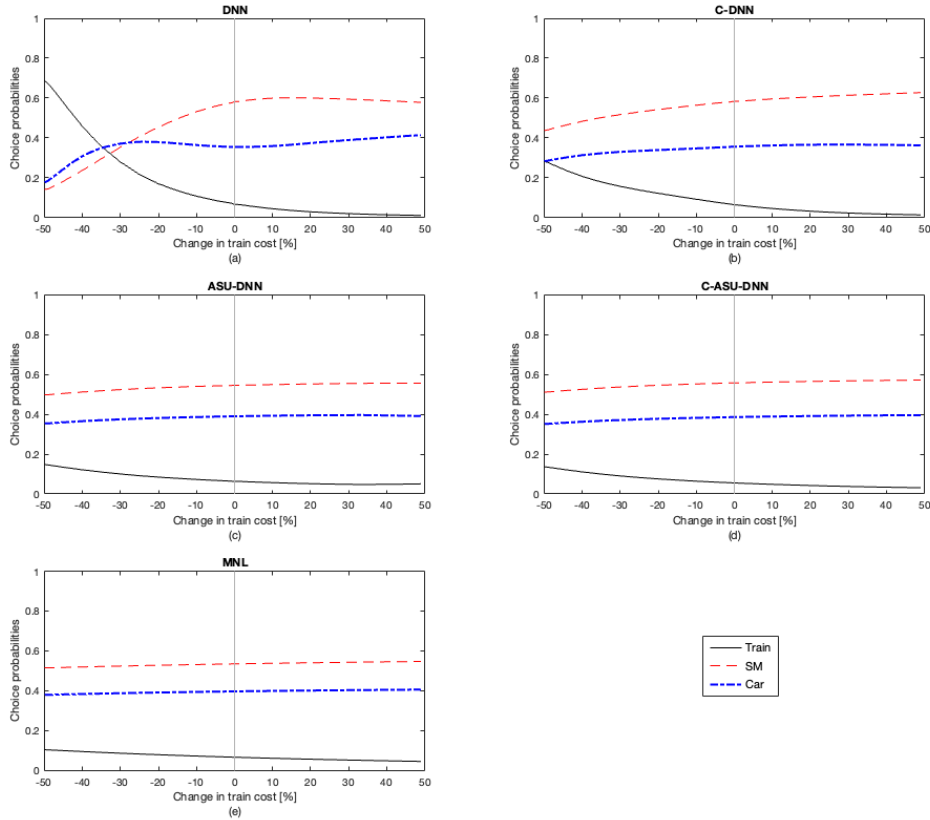 DNN
Choice probabilities
1
0.8
0.6
0.4
0.2
0
-50 -40 -30 -20 -10 0 10 20 30 40 50
Change in train cost [%]
(a)
C-DNN
Choice probabilities
1
0.8
0.6
0.4
0.2
0
-50 -40 -30 -20 -10 0 10 20 30 40 50
Change in train cost [%]
(b)
ASU-DNN
Choice probabilities
1
0.8
0.6
0.4
0.2
0
-50 -40 -30 -20 -10 0 10 20 30 40 50
Change in train cost [%]
(c)
C-ASU-DNN
Choice probabilities
1
0.8
0.6
0.4
0.2
0
-50 -40 -30 -20 -10 0 10 20 30 40 50
Change in train cost [%]
(d)
MNL
Choice probabilities
1
0.8
0.6
0.4
0.2
0
-50 -40 -30 -20 -10 0 10 20 30 40 50
Change in train cost [%]
(e)
Train
SM
Car